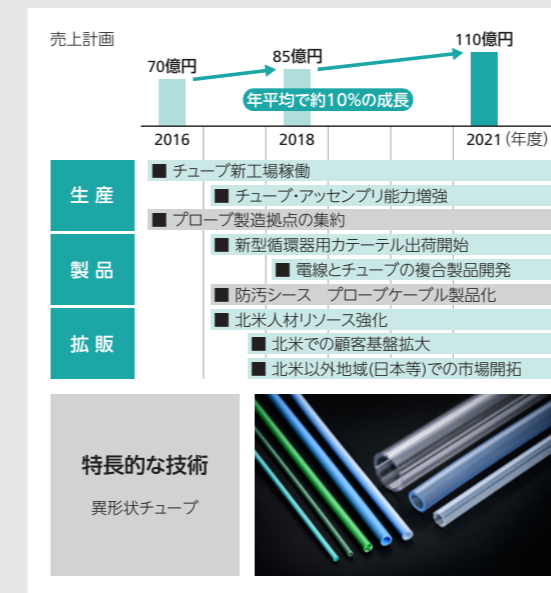 売上計画
70億円
85億円
110億円
年平均で約10%の成長
2016
2018
2021(年度)
生 産
■ チューブ新工場稼働
■ チューブ・アッセンブリ能力増強
■ プローブ製造拠点の集約
製 品
■ 新型循環器用カテーテル出荷開始
■ 電線とチューブの複合製品開発
■ 防汚シース　プローブケーブル製品化
拡 販
■ 北米人材リソース強化
■ 北米での顧客基盤拡大
■ 北米以外地域(日本等)での市場開拓
特長的な技術
異形状チューブ